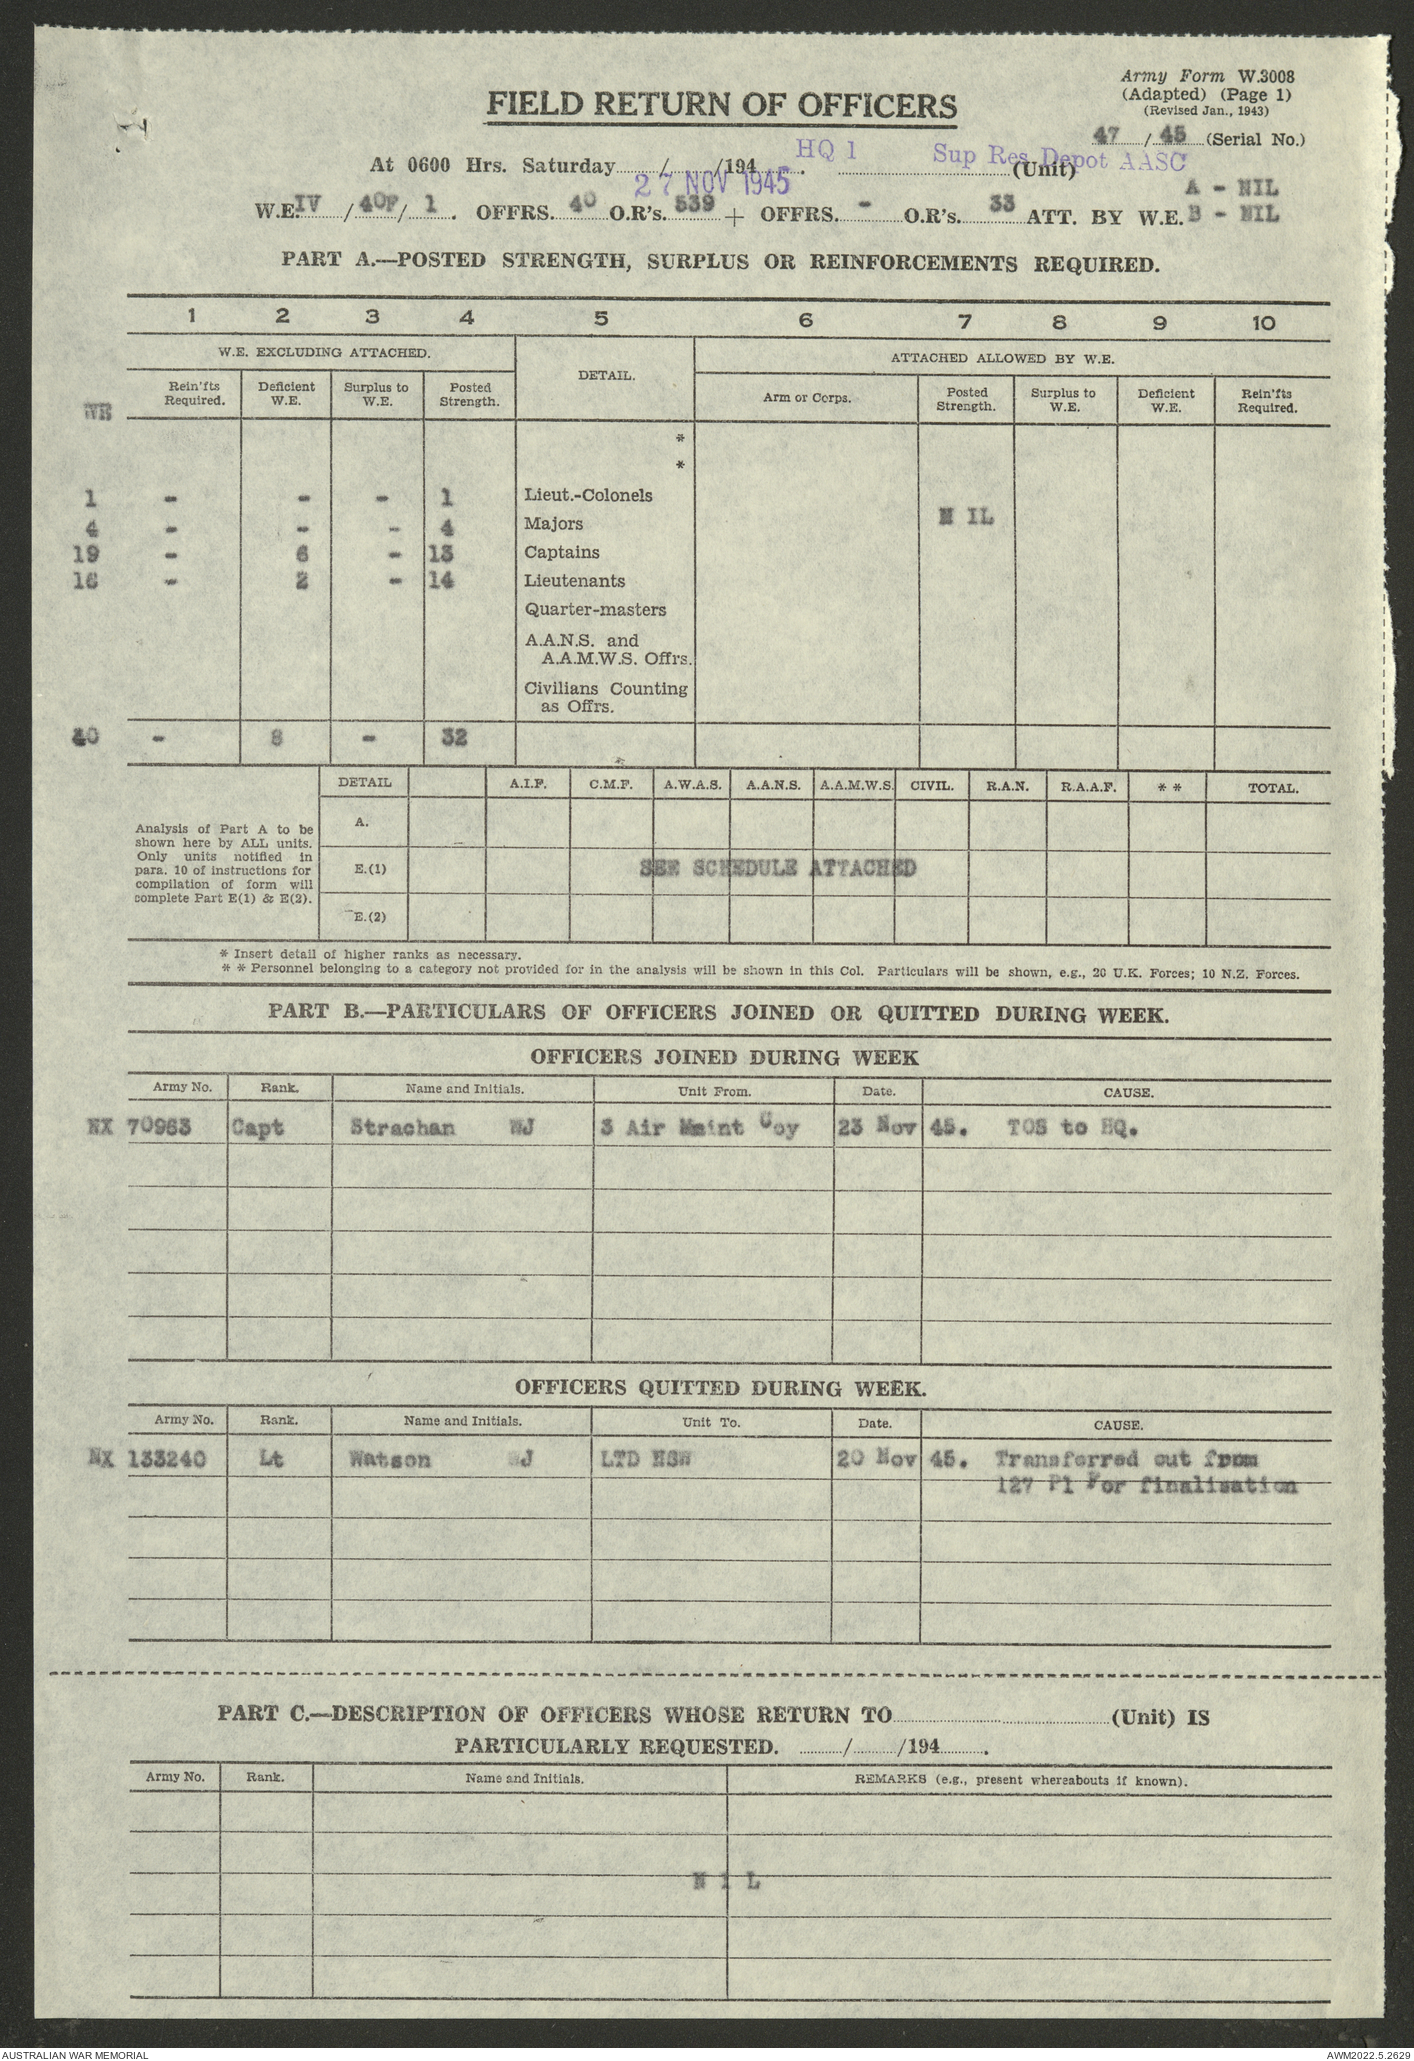 Army Form W.3008
(Adapted) (Page 1)
(Revised Jan., 1943)
FIELD RETURN OF OFFICERS
47 / 45 (Serial No.)
At 0600 Hrs. Saturday / /194 . HQ 1 Sup Res Depot AASC (Unit)
27 NOV 1945
A - NIL
W.E. IV / 40F / 1 . OFFRS. 40 O.R's. 539 + OFFRS. - O.R's. 33 ATT. BY W.E. B - NIL
PART A.—POSTED STRENGTH, SURPLUS OR REINFORCEMENTS REQUIRED.
1 2 3 4 5 6 7 8 9 10
W.E. EXCLUDING ATTACHED. DETAIL. ATTACHED ALLOWED BY W.E.
WE Rein'fts Required. Deficient W.E. Surplus to W.E. Posted Strength. Arm or Corps. Posted Strength. Surplus to W.E. Deficient W.E. Rein'fts Required.
*
*
1 - - - 1 Lieut.-Colonels
N IL
4 - - - 4 Majors
19 - 6 - 13 Captains
16 - 2 - 14 Lieutenants
Quarter-masters
A.A.N.S. and
A.A.M.W.S. Offrs.
Civilians Counting
as Offrs.
40 - 8 - 32
DETAIL A.I.F. C.M.F. A.W.A.S. A.A.N.S. A.A.M.W.S. CIVIL. R.A.N. R.A.A.F. * * TOTAL.
Analysis of Part A to be
shown here by ALL units.
Only units notified in
para. 10 of instructions for
compilation of form will
complete Part E(1) & E(2).
A.
E.(1) SEE SCHEDULE ATTACHED
E.(2)
* Insert detail of higher ranks as necessary.
* * Personnel belonging to a category not provided for in the analysis will be shown in this Col. Particulars will be shown, e.g., 20 U.K. Forces; 10 N.Z. Forces.
PART B.—PARTICULARS OF OFFICERS JOINED OR QUITTED DURING WEEK.
OFFICERS JOINED DURING WEEK
Army No. Rank. Name and Initials. Unit From. Date. CAUSE.
NX 70963 Capt Strachan WJ 3 Air Maint Coy 23 Nov 45. TOS to HQ.
OFFICERS QUITTED DURING WEEK.
Army No. Rank. Name and Initials. Unit To. Date. CAUSE.
NX 133240 Lt Watson WJ LTD NSW 20 Nov 45. Transferred out from
127 Pl For finalisation
PART C.—DESCRIPTION OF OFFICERS WHOSE RETURN TO (Unit) IS
PARTICULARLY REQUESTED. / /194 .
Army No. Rank. Name and Initials. REMARKS (e.g., present whereabouts if known).
N i L
AUSTRALIAN WAR MEMORIAL AWM2022.5.2629